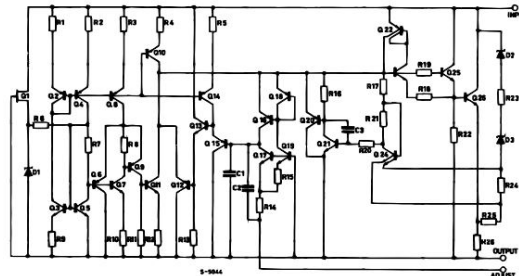 R1 R2 R3 R4 R5
INPUT
Q22
Q10
R19 Q25
D2
Q1
Q2 Q4 Q8 Q14
Q18 R16 R17
R18 Q26
R23
R6
Q13
Q16 Q20 C3 R21
R22
D3
R7 R8
Q15
Q17 Q19 Q21 R20 Q24
D1
Q6 Q7 Q9 Q11 Q12
C1 C2
R15
R24
Q3 Q5
R14
R25
R9 R10 R11 R12 R13
R26
OUTPUT
S-9844
ADJUST